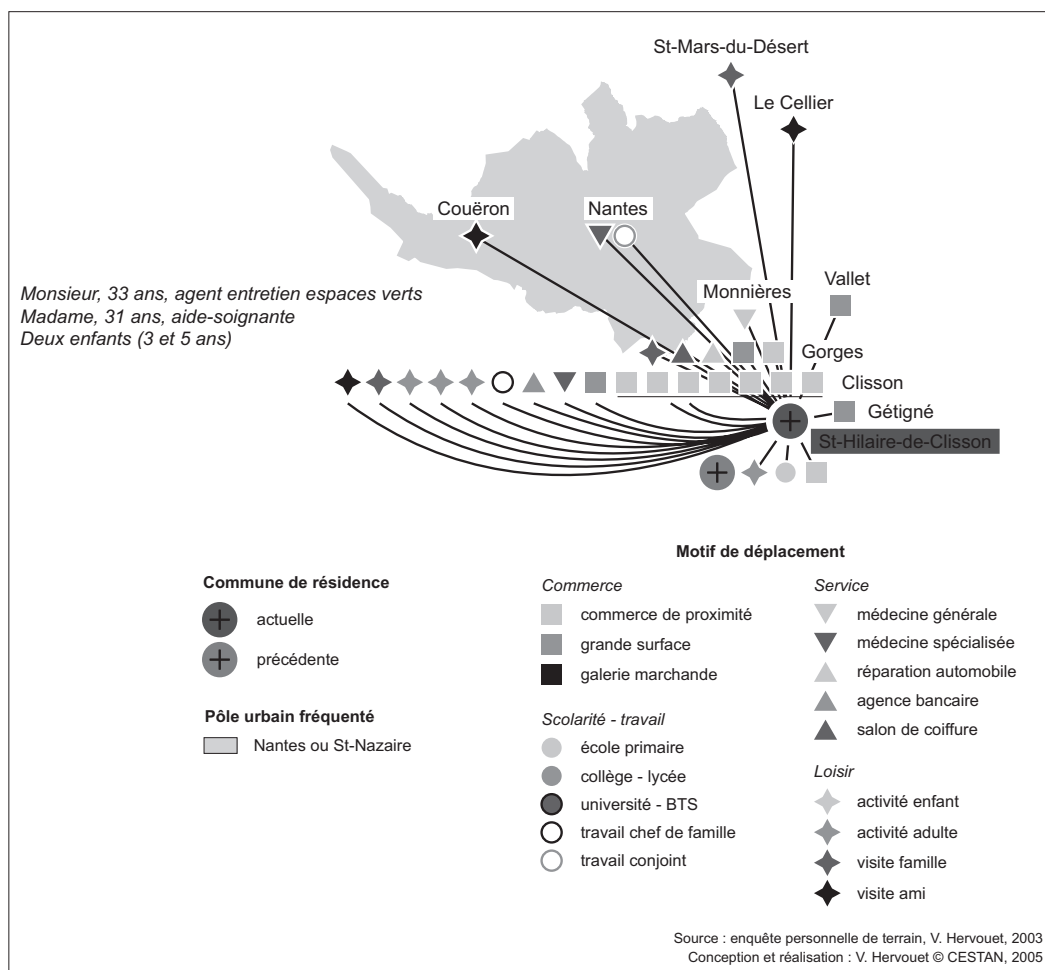 St-Mars-du-Désert
Le Cellier
Couëron
Nantes
Vallet
Monnières
Monsieur, 33 ans, agent entretien espaces verts
Madame, 31 ans, aide-soignante
Deux enfants (3 et 5 ans)
Gorges
Clisson
Gétigné
St-Hilaire-de-Clisson
Motif de déplacement
Commune de résidence
actuelle
précédente
Pôle urbain fréquenté
Nantes ou St-Nazaire
Commerce
commerce de proximité
grande surface
galerie marchande
Scolarité - travail
école primaire
collège - lycée
université - BTS
travail chef de famille
travail conjoint
Service
médecine générale
médecine spécialisée
réparation automobile
agence bancaire
salon de coiffure
Loisir
activité enfant
activité adulte
visite famille
visite ami
Source : enquête personnelle de terrain, V. Hervouet, 2003
Conception et réalisation : V. Hervouet © CESTAN, 2005